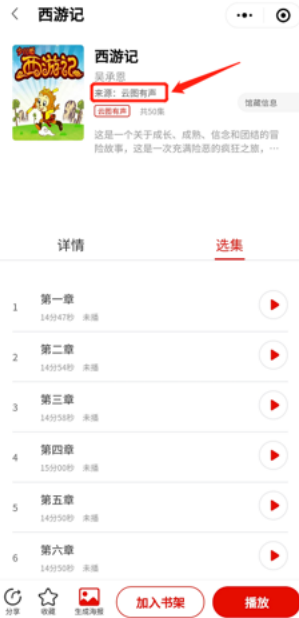 西游记
西游记
西游记
吴承恩
来源：云图有声
馆藏信息
云图有声 共50集
这是一个关于成长、成熟、信念和团结的冒
险故事，这是一次充满险恶的疯狂之旅，…
详情 选集
1 第一章
14分47秒 未播
2 第二章
14分54秒 未播
3 第三章
14分58秒 未播
4 第四章
15分00秒 未播
5 第五章
14分50秒 未播
6 第六章
14分50秒 未播
分享 收藏 生成海报 加入书架 播放